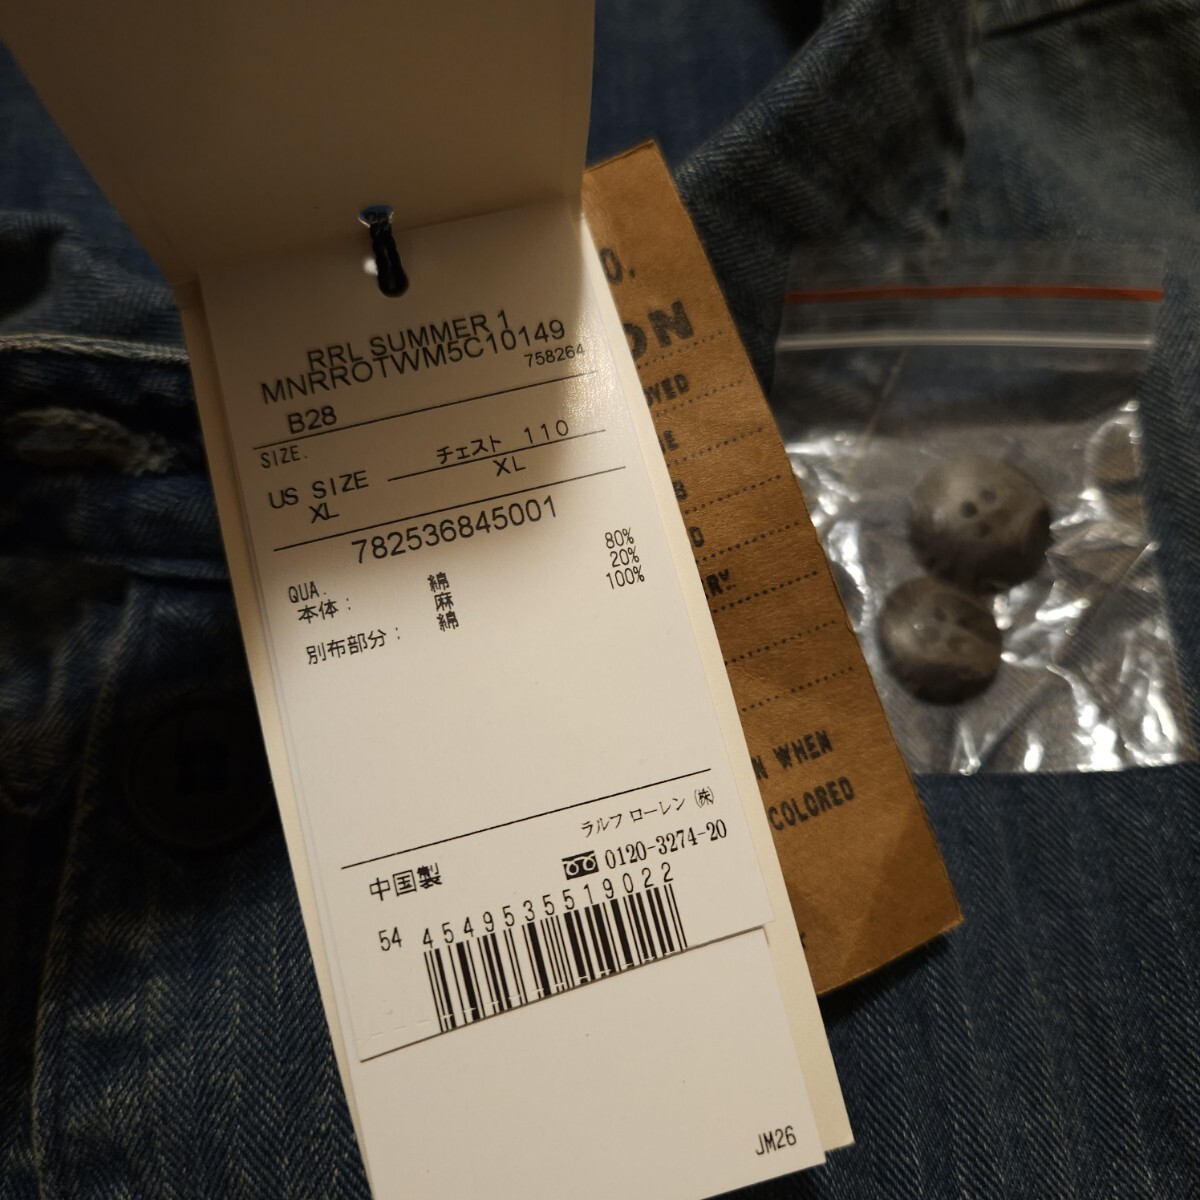 RRL SUMMER 1
MNRROTWM5C10149
758264
B28
SIZE.
チェスト 110
US SIZE
XL
XL
782536845001
QUA.
本体: 綿 80%
麻 20%
別布部分: 綿 100%
ラルフ ローレン(株)
中国製
0120-3274-20
54
4549535519022
JM26
O.
ON
OYED
E
B
D
RY.
N WHEN
COLORED